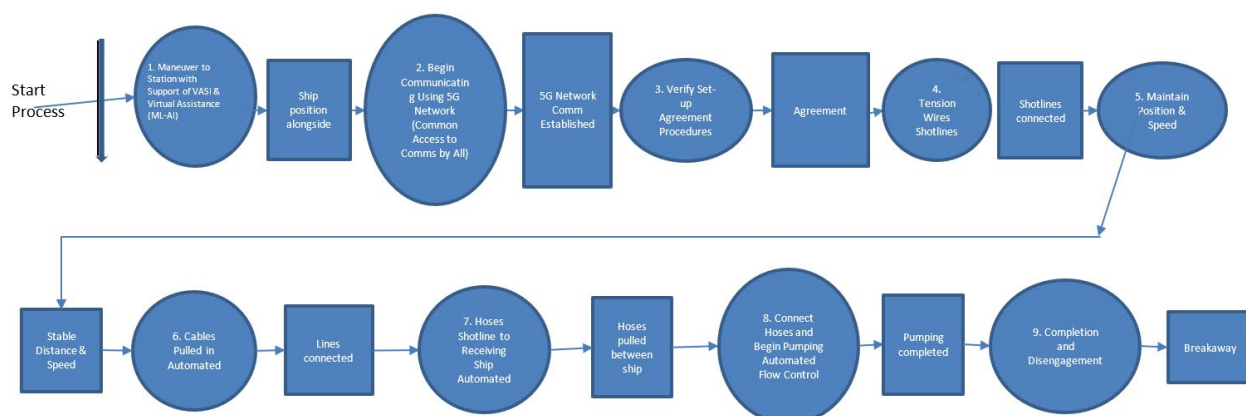 Start
Process
1. Maneuver to
Station with
Support of VASI &
Virtual Assistance
(ML-AI)
Ship
position
alongside
2. Begin
Communicatin
g Using 5G
Network
(Common
Access to
Comms by All)
5G Network
Comm
Established
3. Verify Set-
up
Agreement
Procedures
Agreement
4.
Tension
Wires
Shotlines
Shotlines
connected
5. Maintain
Position &
Speed
Stable
Distance &
Speed
6. Cables
Pulled in
Automated
Lines
connected
7. Hoses
Shotline to
Receiving
Ship
Automated
Hoses
pulled
between
ship
8. Connect
Hoses and
Begin Pumping
Automated
Flow Control
Pumping
completed
9. Completion
and
Disengagement
Breakaway